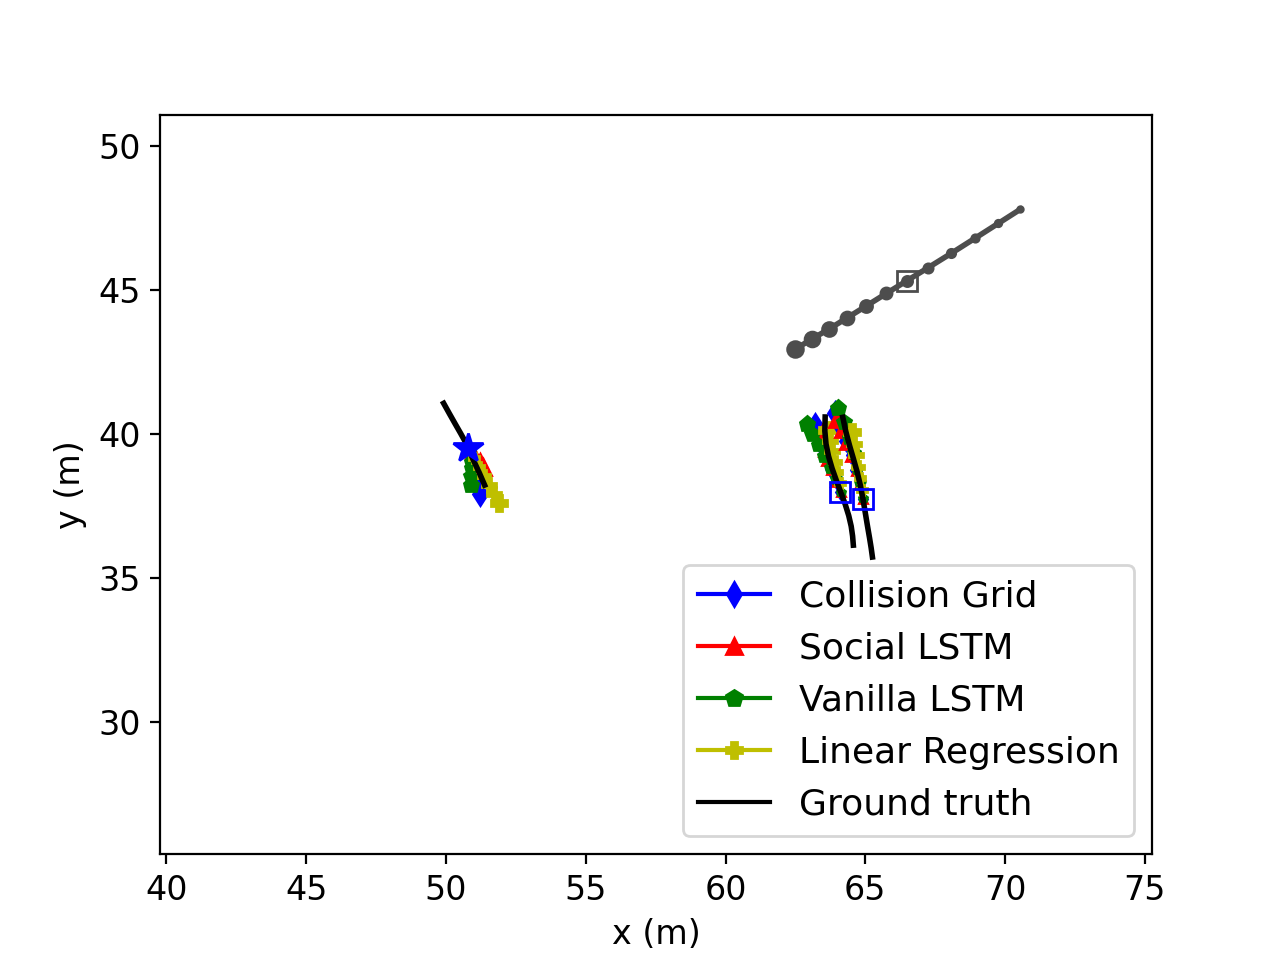 50
45
40
35
30
y (m)
40 45 50 55 60 65 70 75
x (m)
Collision Grid
Social LSTM
Vanilla LSTM
Linear Regression
Ground truth